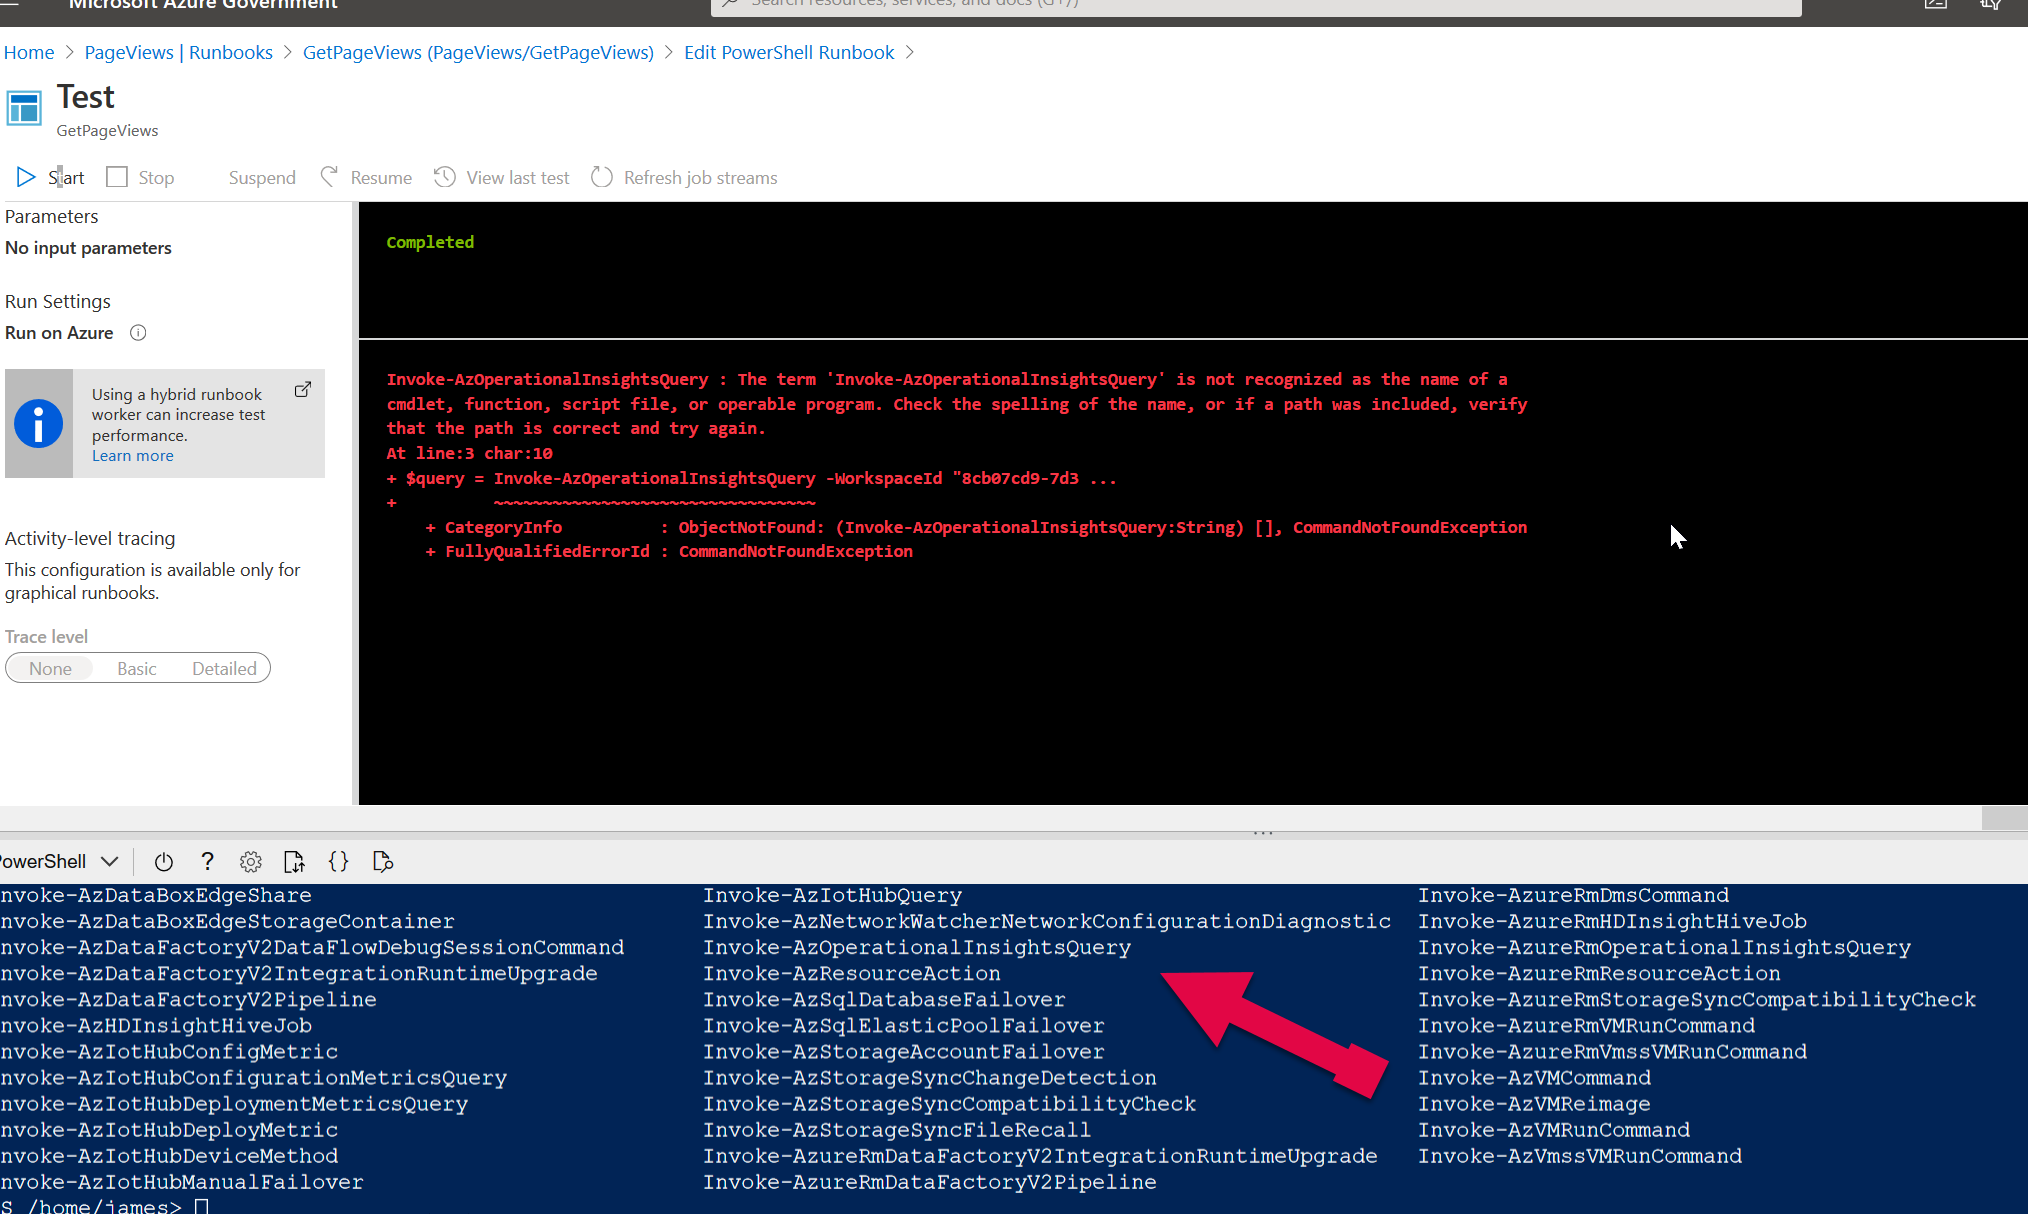 Microsoft Azure Government
Search resources, services, and docs (G+/)
Home > PageViews | Runbooks > GetPageViews (PageViews/GetPageViews) > Edit PowerShell Runbook >
Test
GetPageViews
Start Stop Suspend Resume View last test Refresh job streams
Parameters
No input parameters
Run Settings
Run on Azure
Using a hybrid runbook
worker can increase test
performance.
Learn more
Activity-level tracing
This configuration is available only for
graphical runbooks.
Trace level
None Basic Detailed
Completed
Invoke-AzOperationalInsightsQuery : The term 'Invoke-AzOperationalInsightsQuery' is not recognized as the name of a
cmdlet, function, script file, or operable program. Check the spelling of the name, or if a path was included, verify
that the path is correct and try again.
At line:3 char:10
+ $query = Invoke-AzOperationalInsightsQuery -WorkspaceId "8cb07cd9-7d3 ...
+ ~~~~~~~~~~~~~~~~~~~~~~~~~~~~~~~~~
+ CategoryInfo : ObjectNotFound: (Invoke-AzOperationalInsightsQuery:String) [], CommandNotFoundException
+ FullyQualifiedErrorId : CommandNotFoundException
...
PowerShell ? {}
nvoke-AzDataBoxEdgeShare Invoke-AzIotHubQuery Invoke-AzureRmDmsCommand
nvoke-AzDataBoxEdgeStorageContainer Invoke-AzNetworkWatcherNetworkConfigurationDiagnostic Invoke-AzureRmHDInsightHiveJob
nvoke-AzDataFactoryV2DataFlowDebugSessionCommand Invoke-AzOperationalInsightsQuery Invoke-AzureRmOperationalInsightsQuery
nvoke-AzDataFactoryV2IntegrationRuntimeUpgrade Invoke-AzResourceAction Invoke-AzureRmResourceAction
nvoke-AzDataFactoryV2Pipeline Invoke-AzSqlDatabaseFailover Invoke-AzureRmStorageSyncCompatibilityCheck
nvoke-AzHDInsightHiveJob Invoke-AzSqlElasticPoolFailover Invoke-AzureRmVMRunCommand
nvoke-AzIotHubConfigMetric Invoke-AzStorageAccountFailover Invoke-AzureRmVmssVMRunCommand
nvoke-AzIotHubConfigurationMetricsQuery Invoke-AzStorageSyncChangeDetection Invoke-AzVMCommand
nvoke-AzIotHubDeploymentMetricsQuery Invoke-AzStorageSyncCompatibilityCheck Invoke-AzVMReimage
nvoke-AzIotHubDeployMetric Invoke-AzStorageSyncFileRecall Invoke-AzVMRunCommand
nvoke-AzIotHubDeviceMethod Invoke-AzureRmDataFactoryV2IntegrationRuntimeUpgrade Invoke-AzVmssVMRunCommand
nvoke-AzIotHubManualFailover Invoke-AzureRmDataFactoryV2Pipeline
S /home/james>